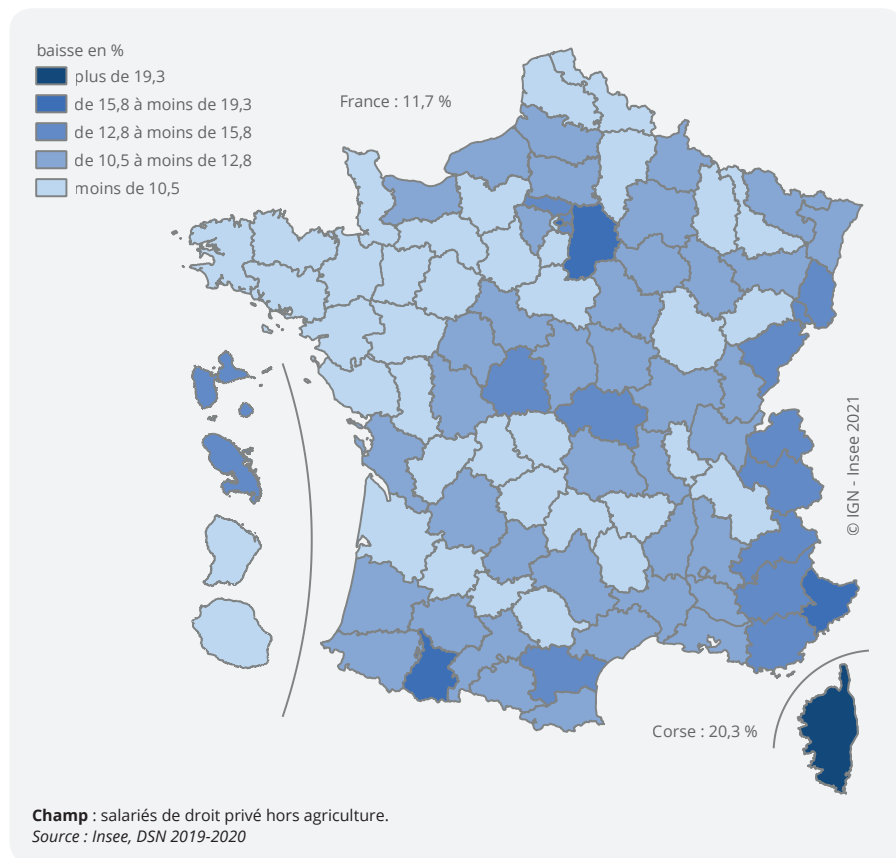 baisse en %
plus de 19,3
de 15,8 à moins de 19,3
de 12,8 à moins de 15,8
de 10,5 à moins de 12,8
moins de 10,5
France : 11,7 %
© IGN - Insee 2021
Corse : 20,3 %
Champ : salariés de droit privé hors agriculture.
Source : Insee, DSN 2019-2020